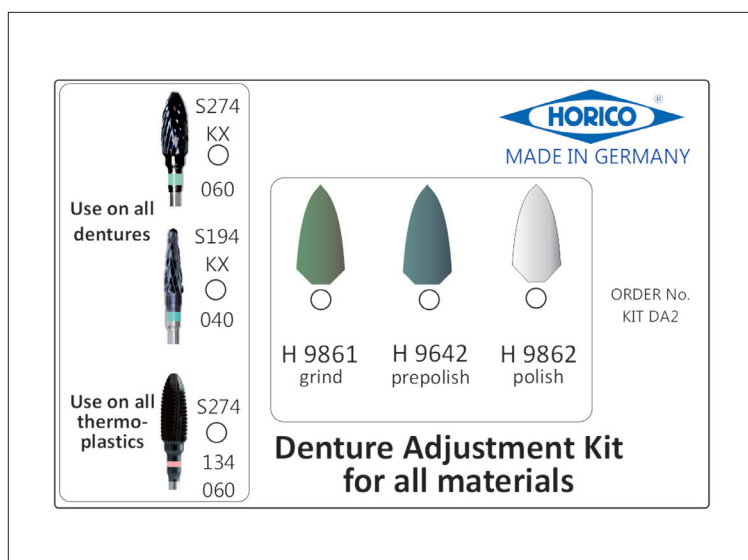 S274
KX
060
Use on all
dentures
S194
KX
040
Use on all
thermo-
plastics
S274
134
060
HORICO
®
MADE IN GERMANY
H 9861
grind
H 9642
prepolish
H 9862
polish
ORDER No.
KIT DA2
Denture Adjustment Kit
for all materials